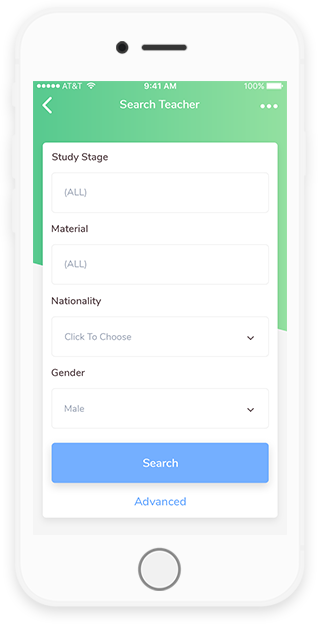 AT&T 9:41 AM 100%
Search Teacher
Study Stage
(ALL)
Material
(ALL)
Nationality
Click To Choose
Gender
Male
Search
Advanced